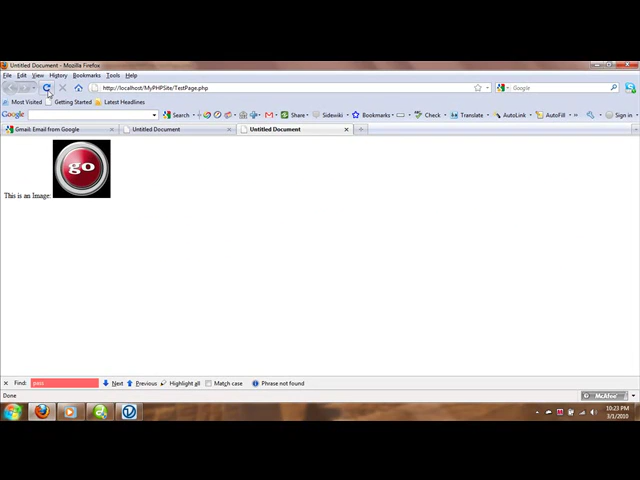 Untitled Document - Mozilla Firefox
File Edit View History Bookmarks Tools Help
http://localhost/MyPHPSite/TestPage.php
Google
Most Visited Getting Started Latest Headlines
Google Search Share Sidewiki Bookmarks Check Translate AutoLink AutoFill Sign in
Gmail: Email from Google Untitled Document Untitled Document
go
This is an Image:
Find: Next Previous Highlight all Match case Phrase not found
Done
McAfee
10:23 PM
3/1/2010